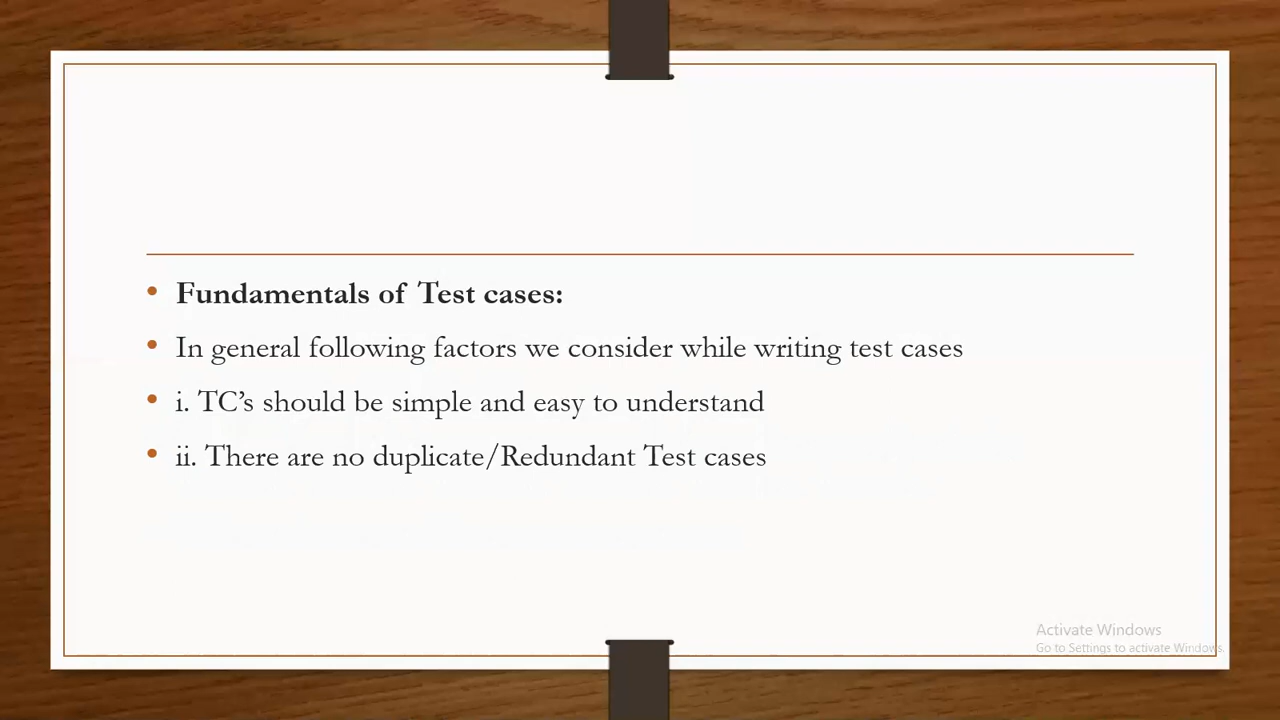 Fundamentals of Test cases:
In general following factors we consider while writing test cases
i. TC’s should be simple and easy to understand
ii. There are no duplicate/Redundant Test cases
Activate Windows
Go to Settings to activate Windows.